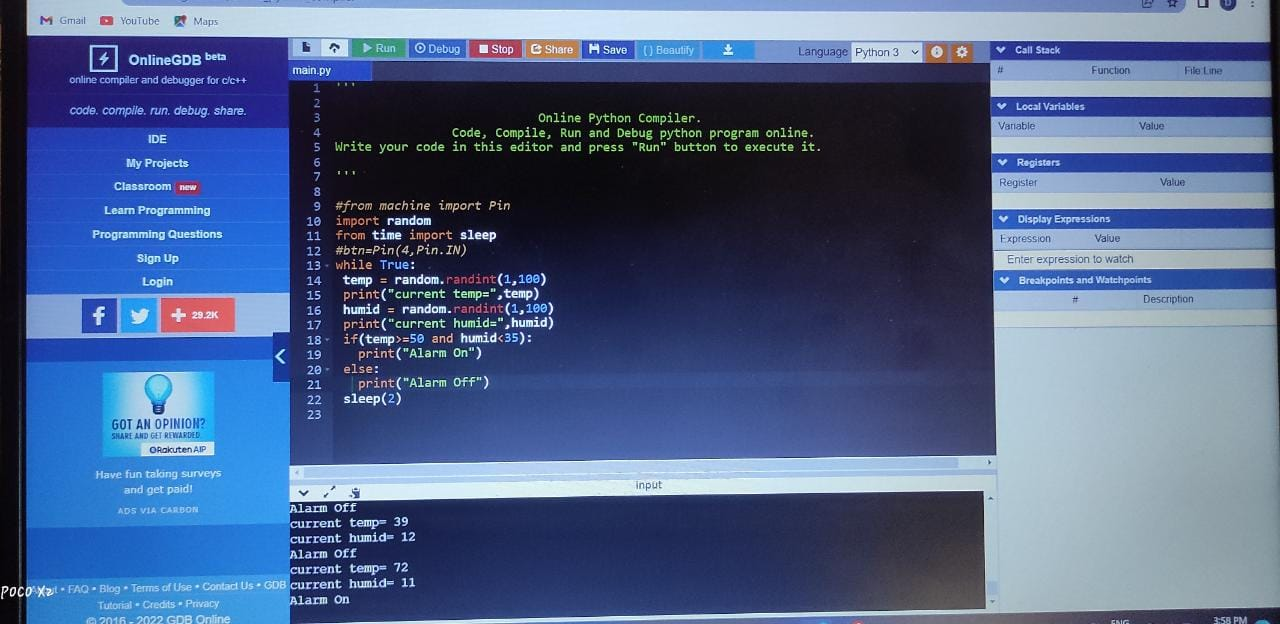 Gmail YouTube Maps
OnlineGDB beta
online compiler and debugger for c/c++
code. compile. run. debug. share.
IDE
My Projects
Classroom new
Learn Programming
Programming Questions
Sign Up
Login
f + 29.2K
GOT AN OPINION?
SHARE AND GET REWARDED
Rakuten AIP
Have fun taking surveys
and get paid!
ADS VIA CARBON
• FAQ • Blog • Terms of Use • Contact Us • GDB
Tutorial • Credits • Privacy
© 2016 - 2022 GDB Online
POCO X2
Run Debug Stop Share Save {} Beautify Language Python 3
main.py
1 '''
2
3 Online Python Compiler.
4 Code, Compile, Run and Debug python program online.
5 Write your code in this editor and press "Run" button to execute it.
6
7 '''
8
9 #from machine import Pin
10 import random
11 from time import sleep
12 #btn=Pin(4,Pin.IN)
13 while True:
14 temp = random.randint(1,100)
15 print("current temp=",temp)
16 humid = random.randint(1,100)
17 print("current humid=",humid)
18 if(temp>=50 and humid<35):
19 print("Alarm On")
20 else:
21 print("Alarm Off")
22 sleep(2)
23
input
Alarm Off
current temp= 39
current humid= 12
Alarm Off
current temp= 72
current humid= 11
Alarm On
Call Stack
# Function File:Line
Local Variables
Variable Value
Registers
Register Value
Display Expressions
Expression Value
Enter expression to watch
Breakpoints and Watchpoints
# Description
ENG 3:58 PM